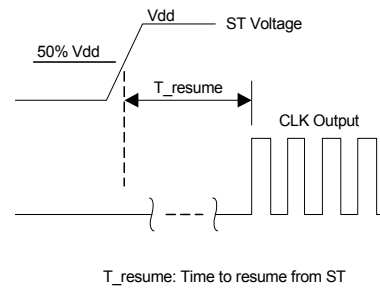 Vdd
ST Voltage
50% Vdd
T_resume
CLK Output
T_resume: Time to resume from ST